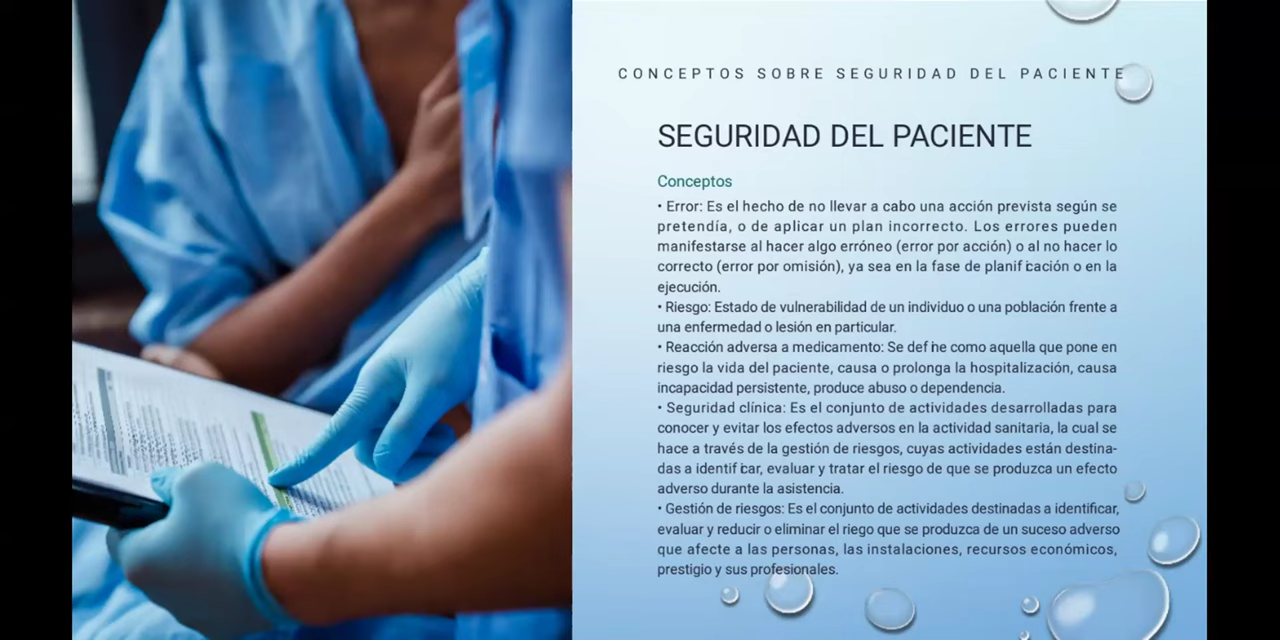 CONCEPTOS SOBRE SEGURIDAD DEL PACIENTE
SEGURIDAD DEL PACIENTE
Conceptos
• Error: Es el hecho de no llevar a cabo una acción prevista según se
pretendía, o de aplicar un plan incorrecto. Los errores pueden
manifestarse al hacer algo erróneo (error por acción) o al no hacer lo
correcto (error por omisión), ya sea en la fase de planificación o en la
ejecución.
• Riesgo: Estado de vulnerabilidad de un individuo o una población frente a
una enfermedad o lesión en particular.
• Reacción adversa a medicamento: Se define como aquella que pone en
riesgo la vida del paciente, causa o prolonga la hospitalización, causa
incapacidad persistente, produce abuso o dependencia.
• Seguridad clínica: Es el conjunto de actividades desarrolladas para
conocer y evitar los efectos adversos en la actividad sanitaria, la cual se
hace a través de la gestión de riesgos, cuyas actividades están destina-
das a identificar, evaluar y tratar el riesgo de que se produzca un efecto
adverso durante la asistencia.
• Gestión de riesgos: Es el conjunto de actividades destinadas a identificar,
evaluar y reducir o eliminar el riego que se produzca de un suceso adverso
que afecte a las personas, las instalaciones, recursos económicos,
prestigio y sus profesionales.